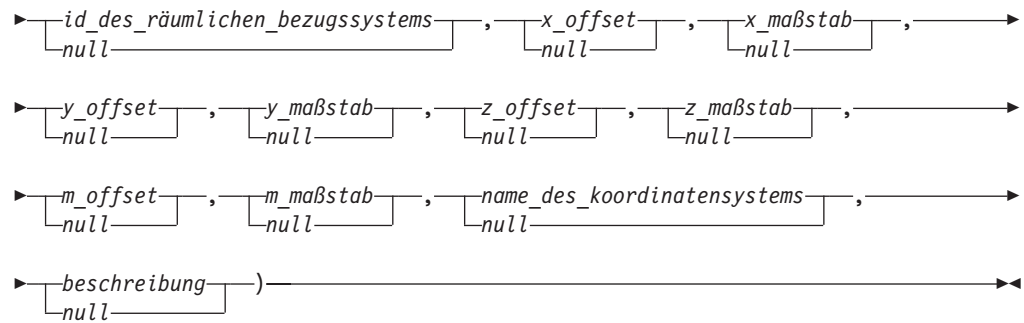 id_des_räumlichen_bezugssystems , x_offset , x_maßstab ,
null null null
y_offset , y_maßstab , z_offset , z_maßstab ,
null null null null
m_offset , m_maßstab , name_des_koordinatensystems ,
null null null
beschreibung )
null